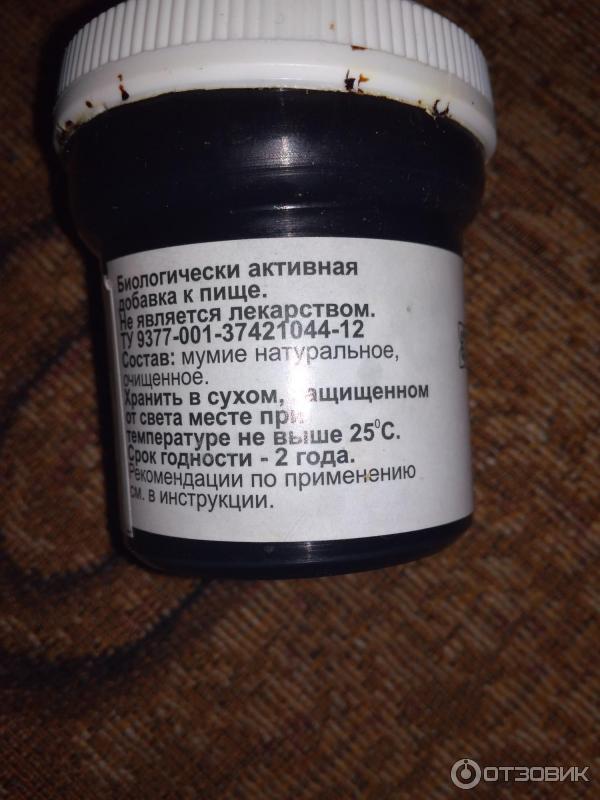 Биологически активная
добавка к пище.
Не является лекарством.
ТУ 9377-001-37421044-12
Состав: мумие натуральное,
очищенное.
Хранить в сухом, защищенном
от света месте при
температуре не выше 25°С.
Срок годности - 2 года.
Рекомендации по применению
см. в инструкции.
ОТЗОВИК